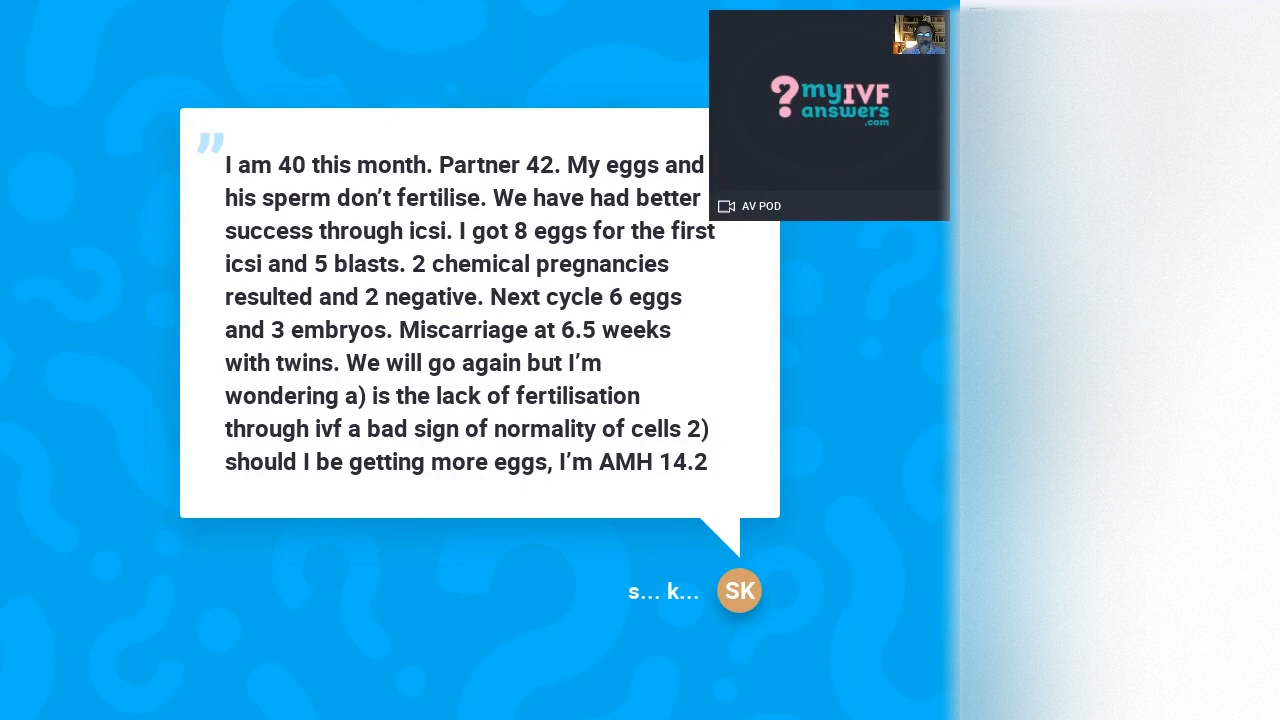 ?myIVF
answers
.com
AV POD
” I am 40 this month. Partner 42. My eggs and
his sperm don’t fertilise. We have had better
success through icsi. I got 8 eggs for the first
icsi and 5 blasts. 2 chemical pregnancies
resulted and 2 negative. Next cycle 6 eggs
and 3 embryos. Miscarriage at 6.5 weeks
with twins. We will go again but I’m
wondering a) is the lack of fertilisation
through ivf a bad sign of normality of cells 2)
should I be getting more eggs, I’m AMH 14.2
s... k... SK